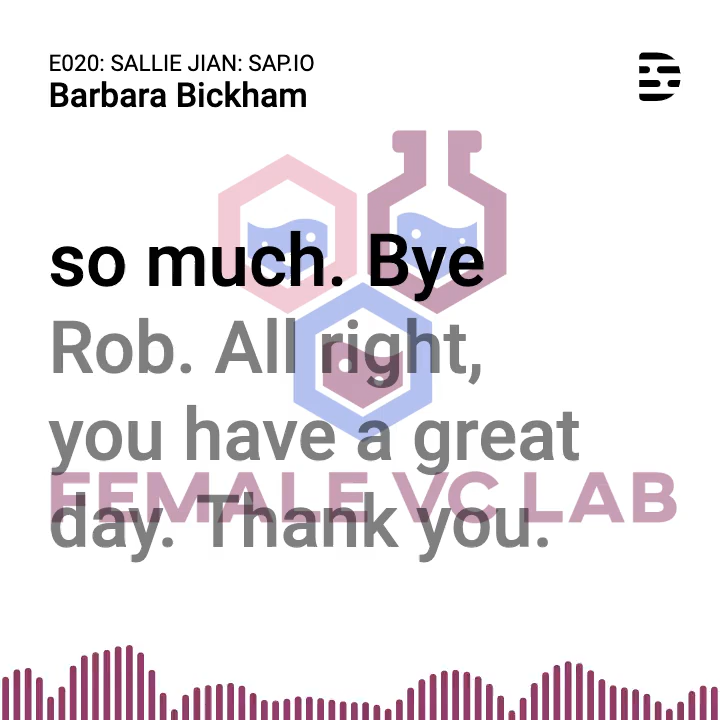 E020: SALLIE JIAN: SAP.IO
Barbara Bickham
so much. Bye
Rob. All right,
you have a great
FEMALE VC LAB
day. Thank you.